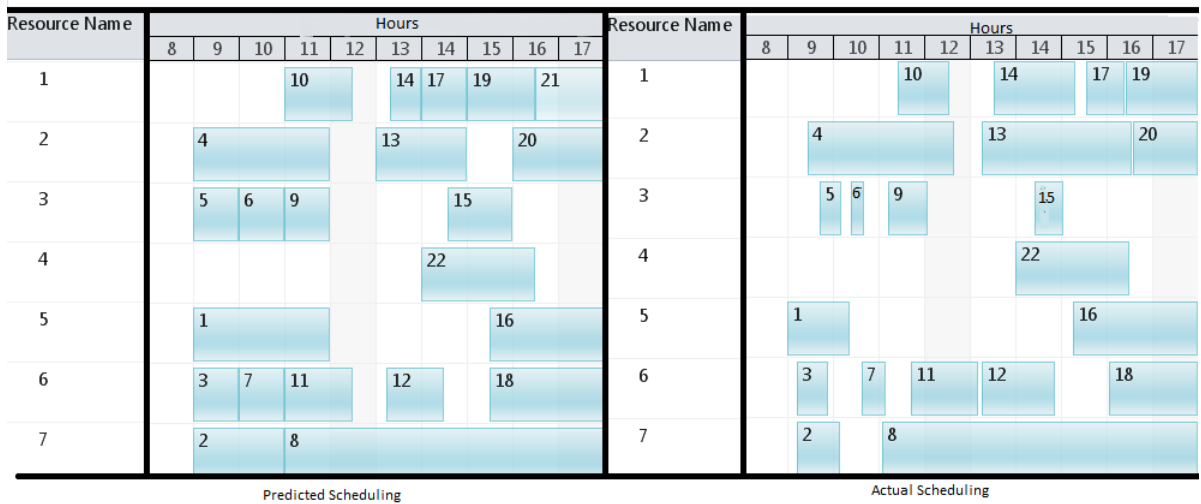 Resource Name Hours Resource Name Hours
8 9 10 11 12 13 14 15 16 17 8 9 10 11 12 13 14 15 16 17
1 10 14 17 19 21 1 10 14 17 19
2 4 13 20 2 4 13 20
3 5 6 9 15 3 5 6 9 15
4 22 4 22
5 1 16 5 1 16
6 3 7 11 12 18 6 3 7 11 12 18
7 2 8 7 2 8
Predicted Scheduling Actual Scheduling